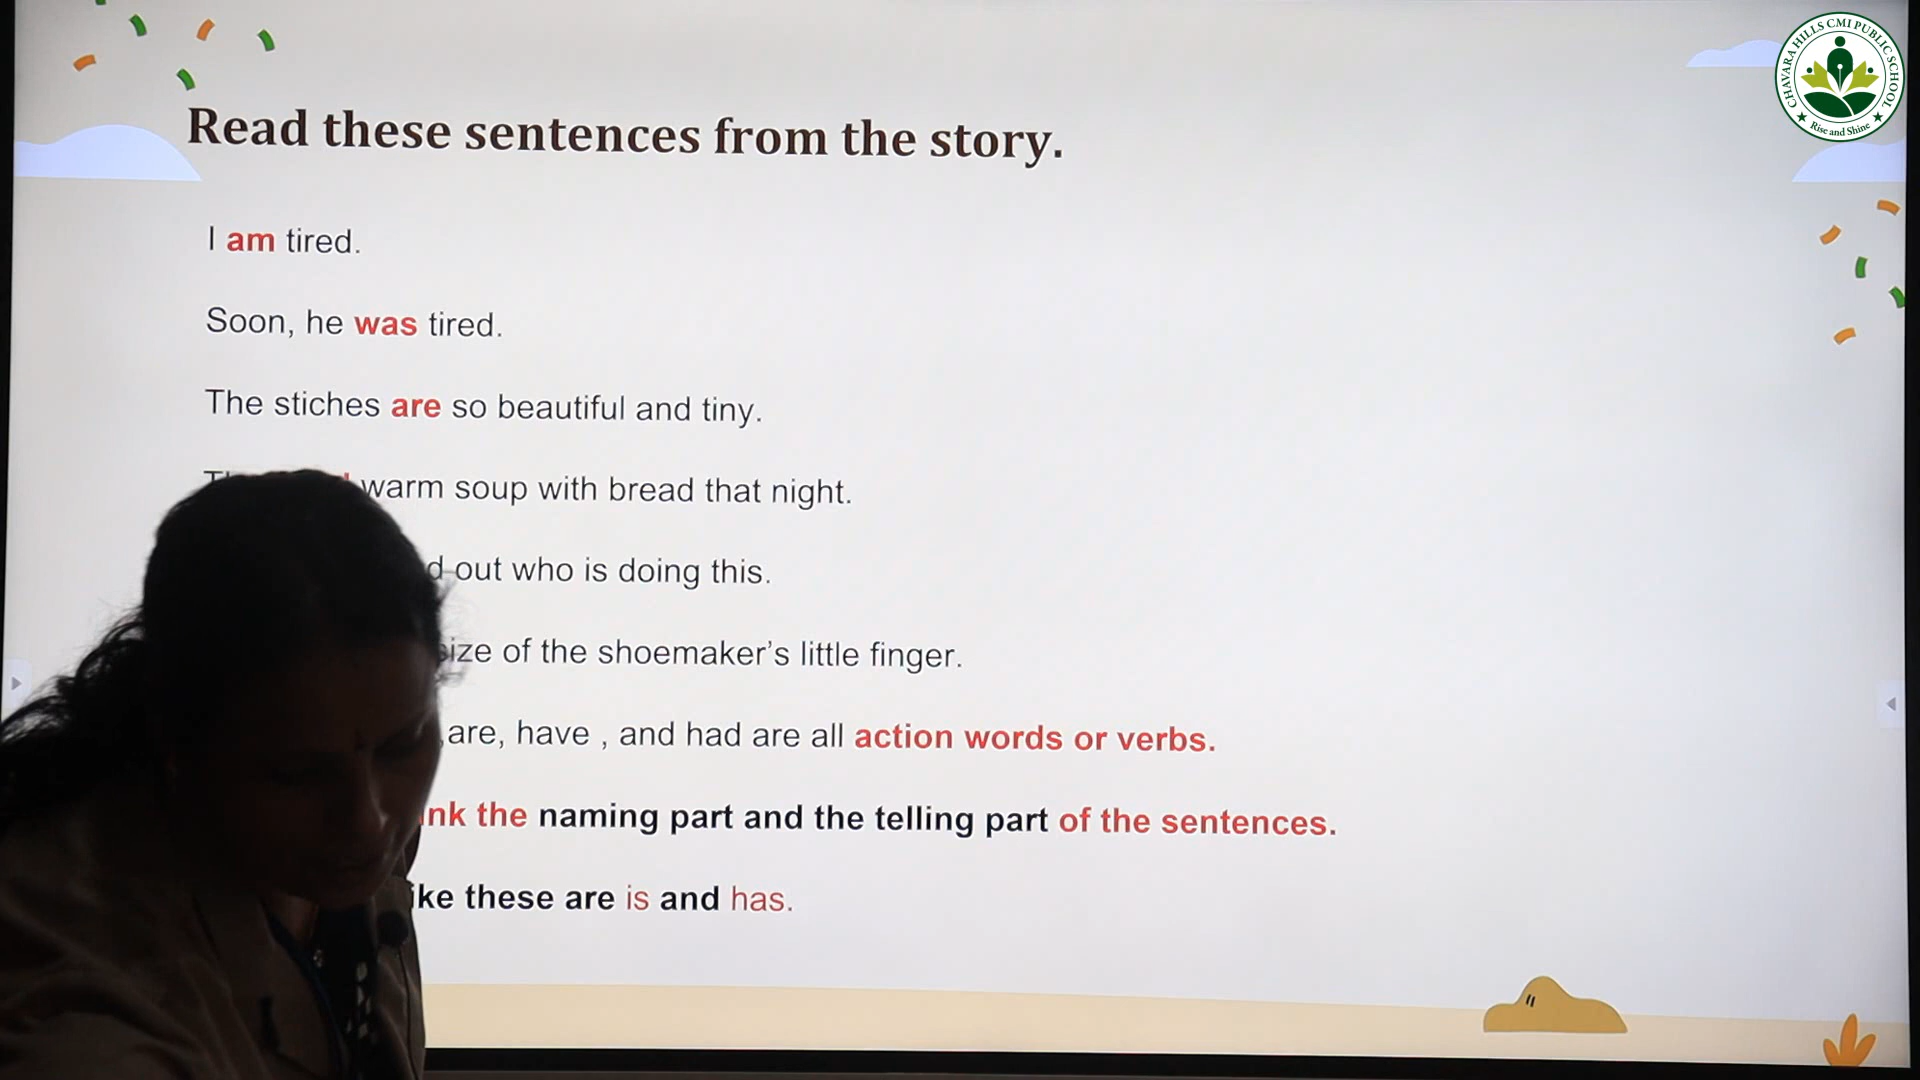 CHAVARA HILLS CMI PUBLIC SCHOOL
Rise and Shine
Read these sentences from the story.
I am tired.
Soon, he was tired.
The stiches are so beautiful and tiny.
warm soup with bread that night.
out who is doing this.
of the shoemaker's little finger.
,are, have , and had are all action words or verbs.
the naming part and the telling part of the sentences.
these are is and has.